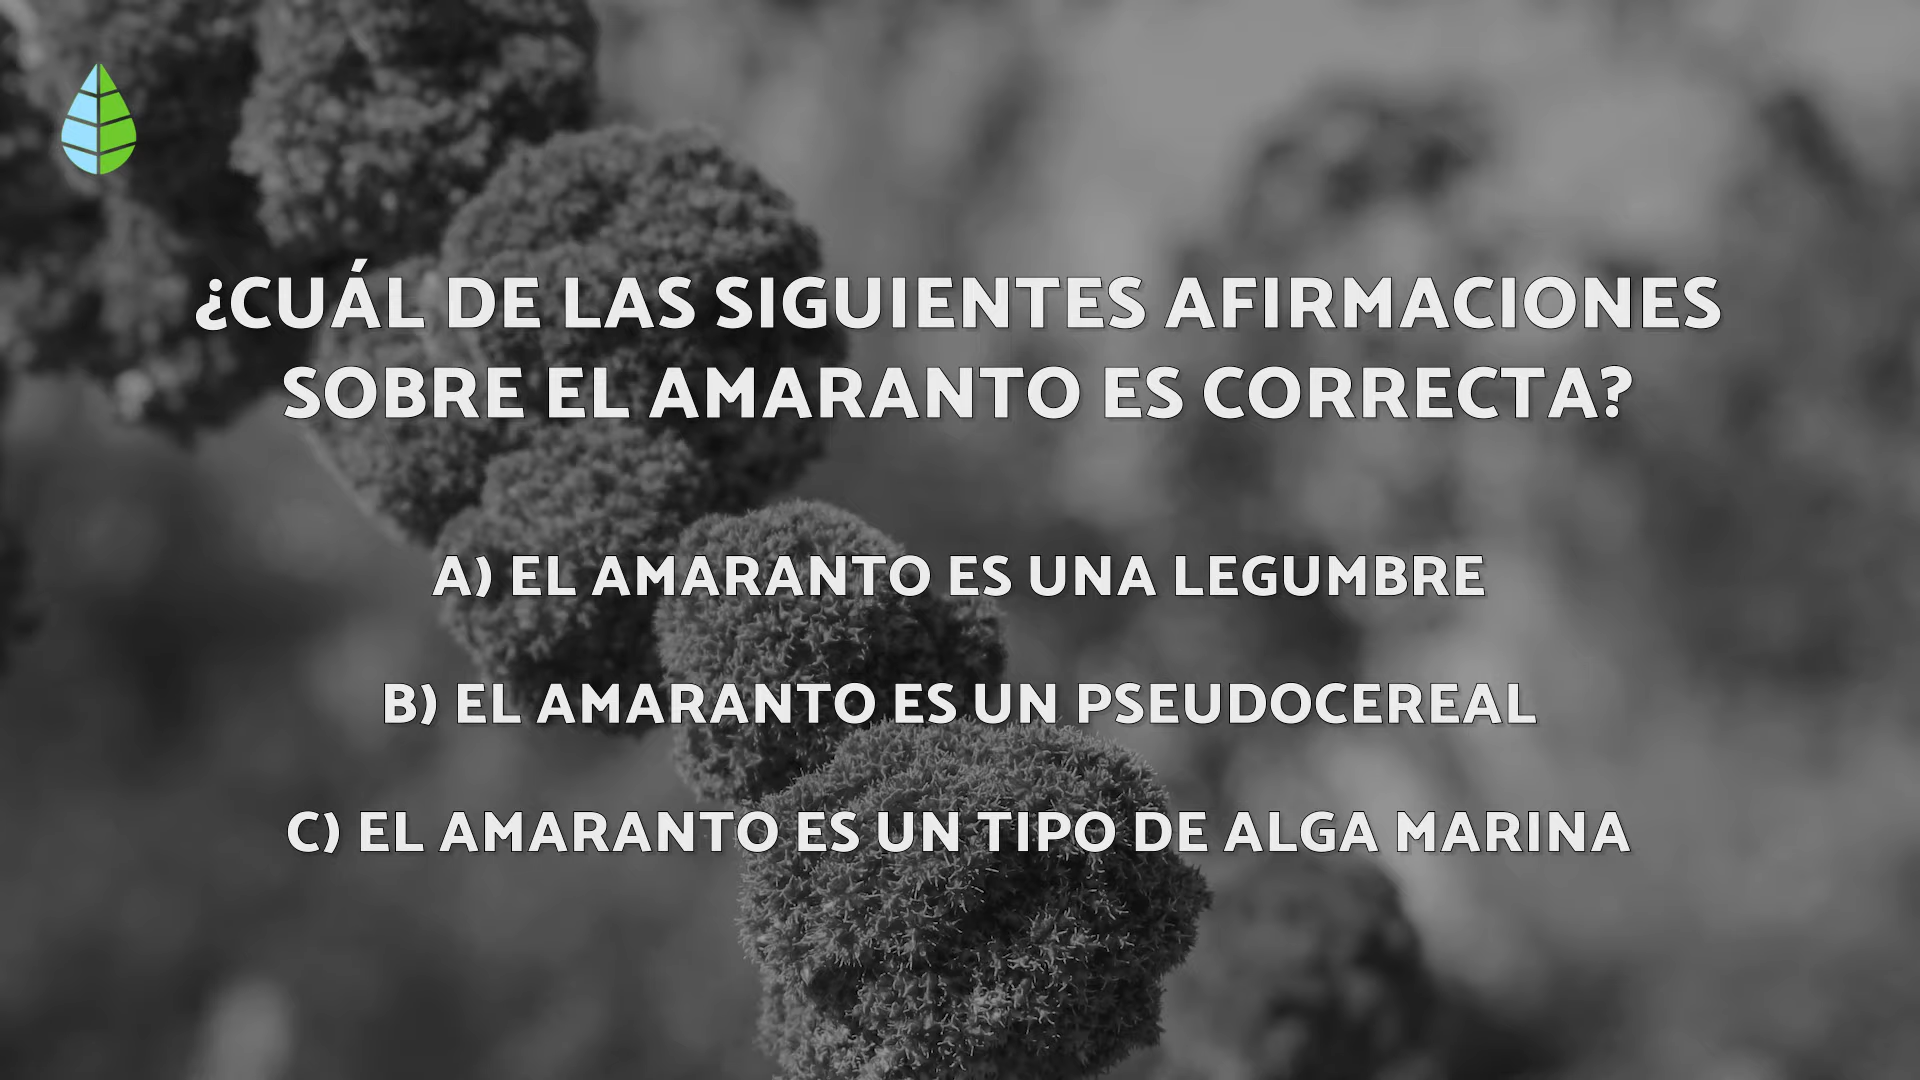 ¿CUÁL DE LAS SIGUIENTES AFIRMACIONES
SOBRE EL AMARANTO ES CORRECTA?
A) EL AMARANTO ES UNA LEGUMBRE
B) EL AMARANTO ES UN PSEUDOCEREAL
C) EL AMARANTO ES UN TIPO DE ALGA MARINA